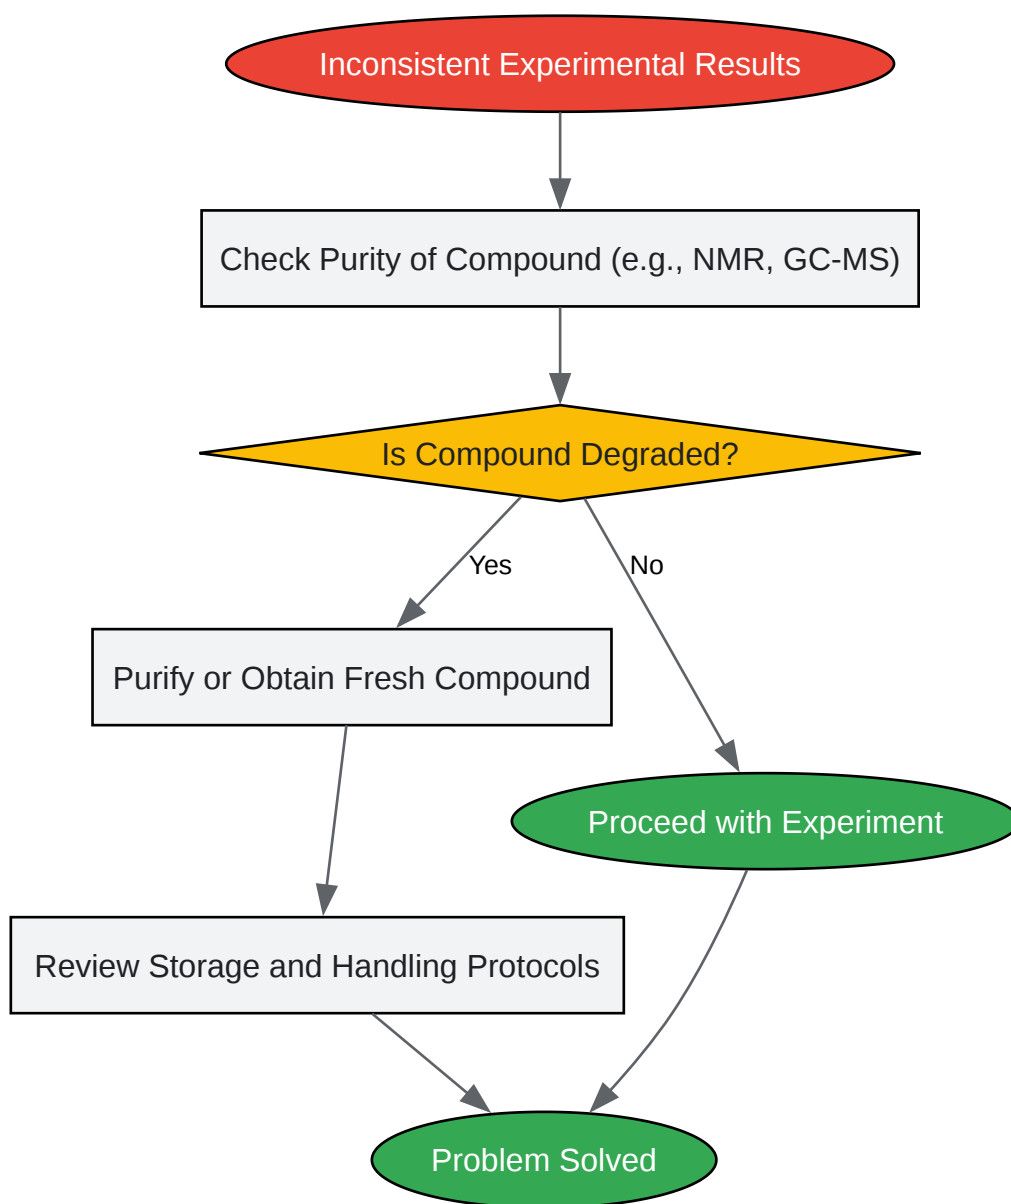 Inconsistent Experimental Results
Check Purity of Compound (e.g., NMR, GC-MS)
Is Compound Degraded?
Yes
No
Purify or Obtain Fresh Compound
Proceed with Experiment
Review Storage and Handling Protocols
Problem Solved